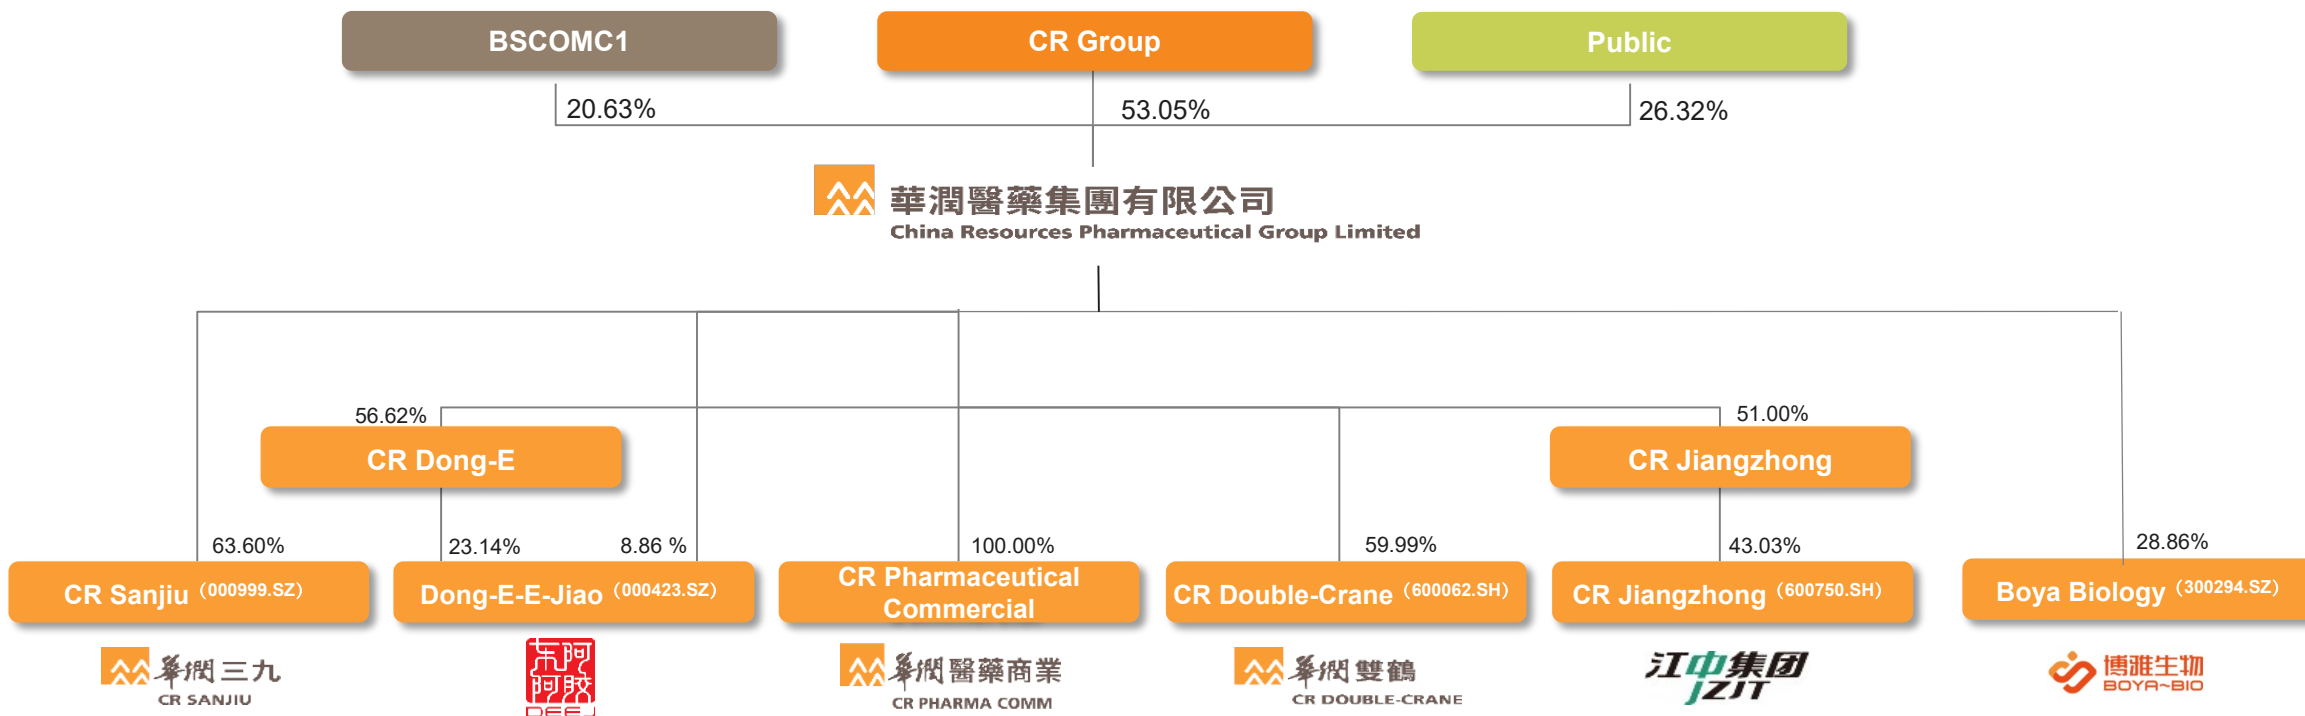 BSCOMC1
CR Group
Public
20.63%
53.05%
26.32%
華潤醫藥集團有限公司
China Resources Pharmaceutical Group Limited
56.62%
51.00%
CR Dong-E
CR Jiangzhong
63.60%
23.14%
8.86 %
100.00%
59.99%
43.03%
28.86%
CR Sanjiu（000999.SZ）
Dong-E-E-Jiao（000423.SZ）
CR Pharmaceutical
Commercial
CR Double-Crane（600062.SH）
CR Jiangzhong（600750.SH）
Boya Biology（300294.SZ）
華潤三九
CR SANJIU
东阿
阿胶
DEEJ
華潤醫藥商業
CR PHARMA COMM
華潤雙鶴
CR DOUBLE-CRANE
江中集团
JZJT
博雅生物
BOYA~BIO